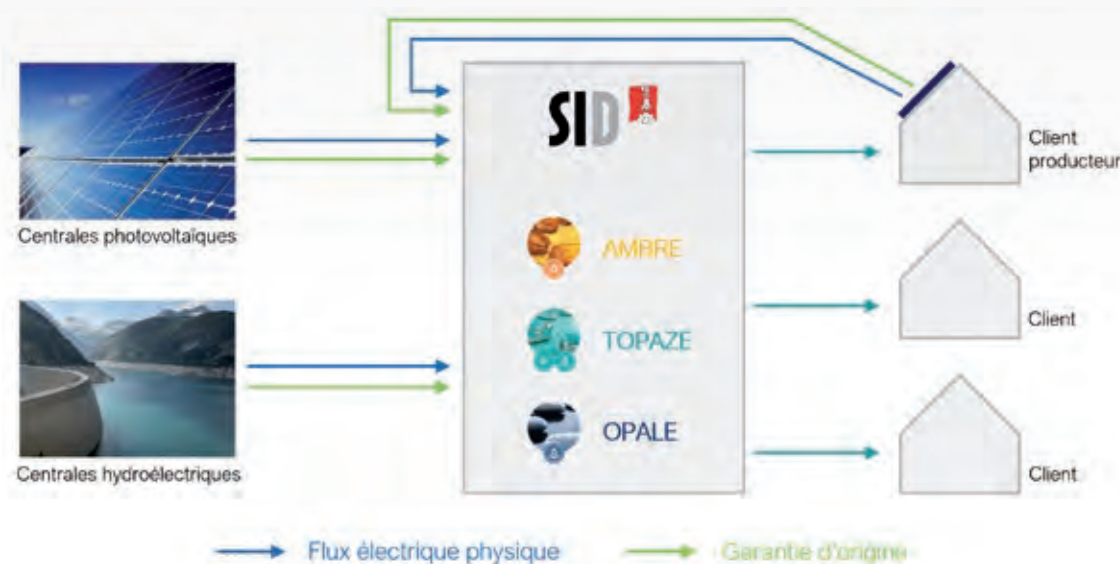 SID
Client
producteur
Centrales photovoltaïques
AMBRE
Client
TOPAZE
OPALE
Centrales hydroélectriques
Client
Flux électrique physique
Garantie d'origine